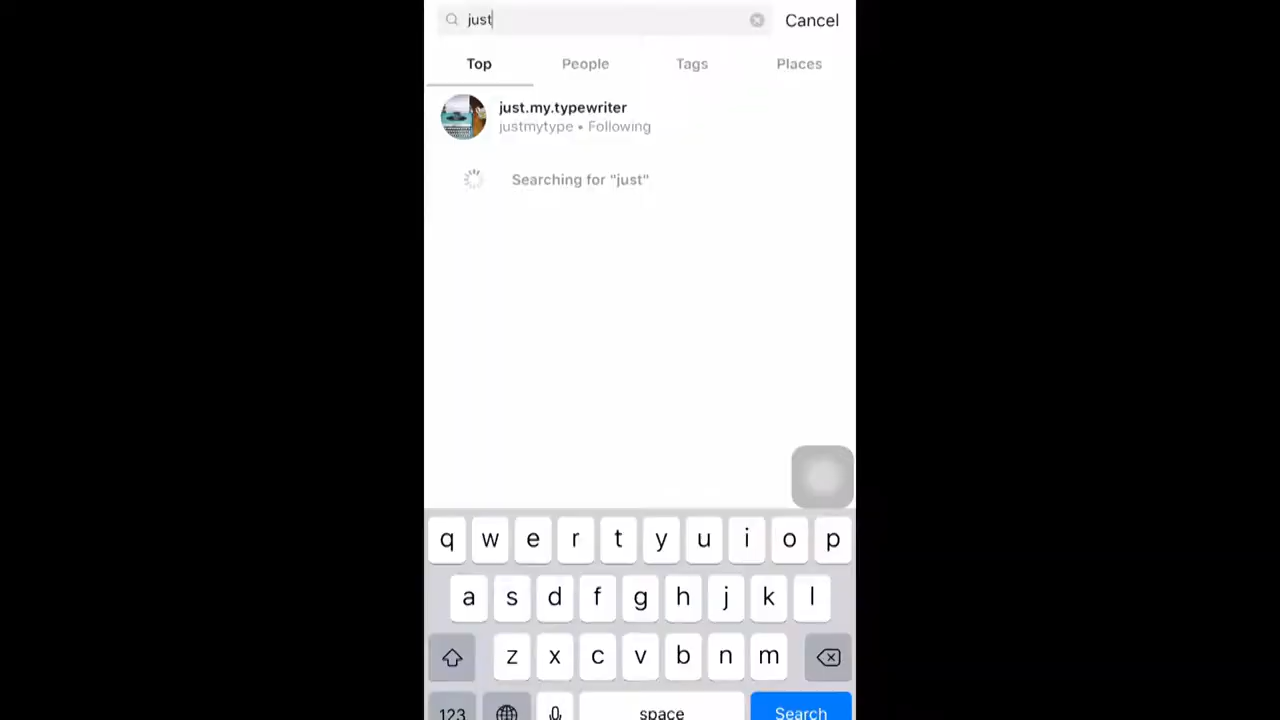 just
Cancel
Top
People
Tags
Places
just.my.typewriter
justmytype • Following
Searching for "just"
q w e r t y u i o p
a s d f g h j k l
z x c v b n m
123
space
Search